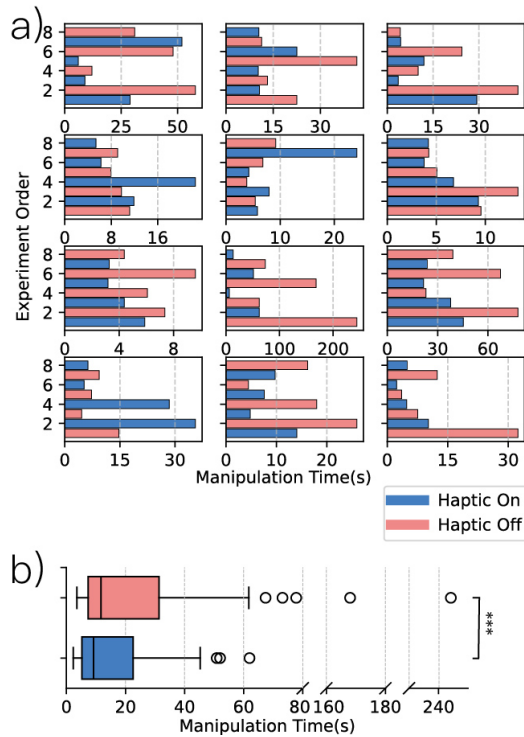 a)
8
6
4
2
0 25 50
0 15 30
0 15 30
8
6
4
2
0 8 16
0 10 20
0 5 10
8
6
4
2
0 4 8
0 100 200
0 30 60
8
6
4
2
0 15 30
0 10 20
0 15 30
Experiment Order
Manipulation Time(s)
Haptic On
Haptic Off
b)
***
0 20 40 60 80 160 180 240
Manipulation Time(s)